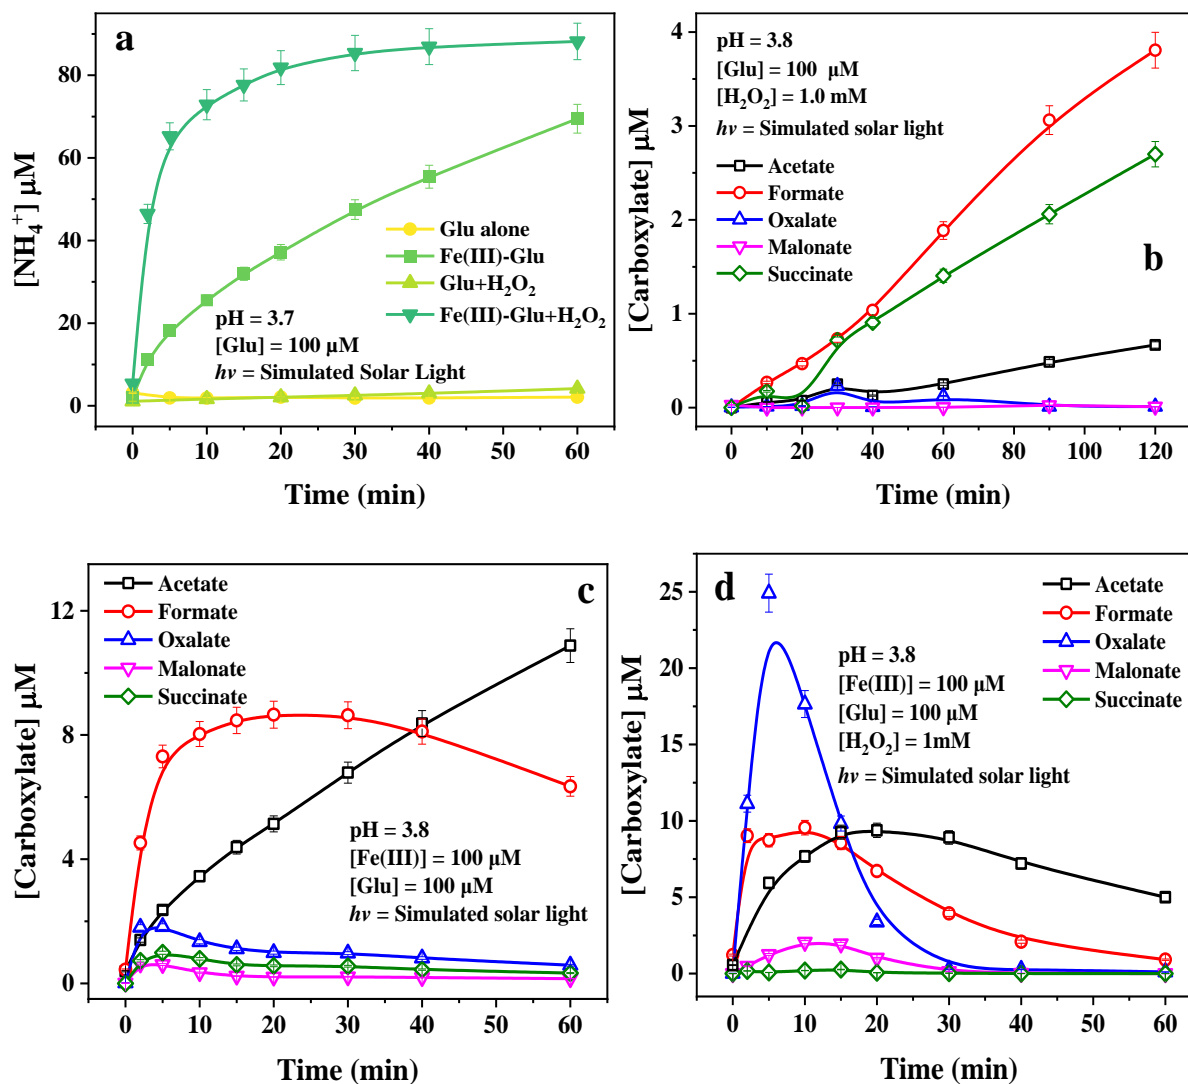 a
[NH₄⁺] μM
80
60
40
20
0
Glu alone
Fe(III)-Glu
Glu+H₂O₂
Fe(III)-Glu+H₂O₂
pH = 3.7
[Glu] = 100 μM
hν = Simulated Solar Light
0 10 20 30 40 50 60
Time (min)
b
[Carboxylate] μM
4
3
2
1
0
pH = 3.8
[Glu] = 100 μM
[H₂O₂] = 1.0 mM
hν = Simulated solar light
Acetate
Formate
Oxalate
Malonate
Succinate
0 20 40 60 80 100 120
Time (min)
c
[Carboxylate] μM
12
8
4
0
Acetate
Formate
Oxalate
Malonate
Succinate
pH = 3.8
[Fe(III)] = 100 μM
[Glu] = 100 μM
hν = Simulated solar light
0 10 20 30 40 50 60
Time (min)
d
[Carboxylate] μM
25
20
15
10
5
0
Acetate
Formate
Oxalate
Malonate
Succinate
pH = 3.8
[Fe(III)] = 100 μM
[Glu] = 100 μM
[H₂O₂] = 1mM
hν = Simulated solar light
0 10 20 30 40 50 60
Time (min)